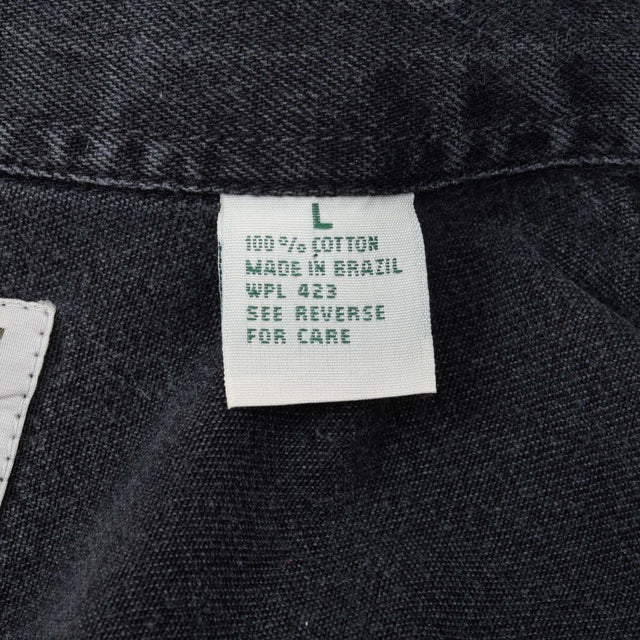 L
100 % COTTON
MADE IN BRAZIL
WPL 423
SEE REVERSE
FOR CARE